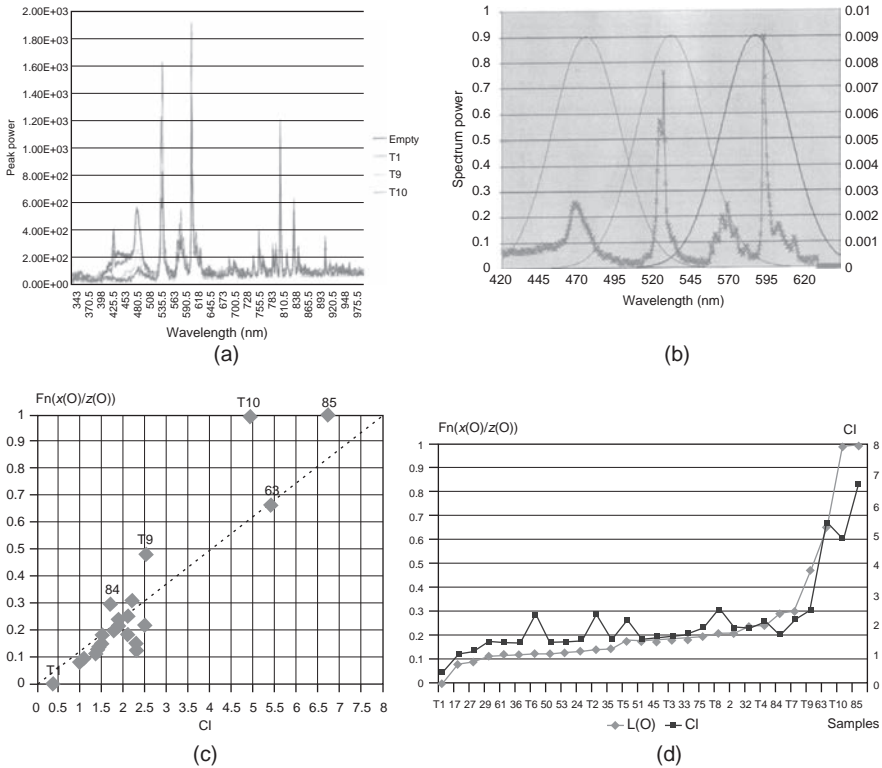 2.00E+03
1.80E+03
1.60E+03
1.40E+03
1.20E+03
1.00E+03
8.00E+02
6.00E+02
4.00E+02
2.00E+02
0.00E+00
Peak power
343 370.5 398 425.5 453 480.5 508 535.5 563 590.5 618 645.5 673 700.5 728 755.5 783 810.5 838 865.5 893 920.5 948 975.5
Wavelength (nm)
Empty
T1
T9
T10
(a)
1
0.9
0.8
0.7
0.6
0.5
0.4
0.3
0.2
0.1
0
Spectrum power
0.01
0.009
0.008
0.007
0.006
0.005
0.004
0.003
0.002
0.001
0
420 445 470 495 520 545 570 595 620
Wavelength (nm)
(b)
Fn(x(O)/z(O))
1
0.9
0.8
0.7
0.6
0.5
0.4
0.3
0.2
0.1
0
T10
85
63
T9
84
T1
0 0.5 1 1.5 2 2.5 3 3.5 4 4.5 5 5.5 6 6.5 7 7.5 8
CI
(c)
Fn(x(O)/z(O))
CI
1
0.9
0.8
0.7
0.6
0.5
0.4
0.3
0.2
0.1
0
8
7
6
5
4
3
2
1
0
T1 17 27 29 61 36 T6 50 53 24 T2 35 T5 51 45 T3 33 75 T8 2 32 T4 84 T7 T9 63 T10 85
L(O) CI
Samples
(d)